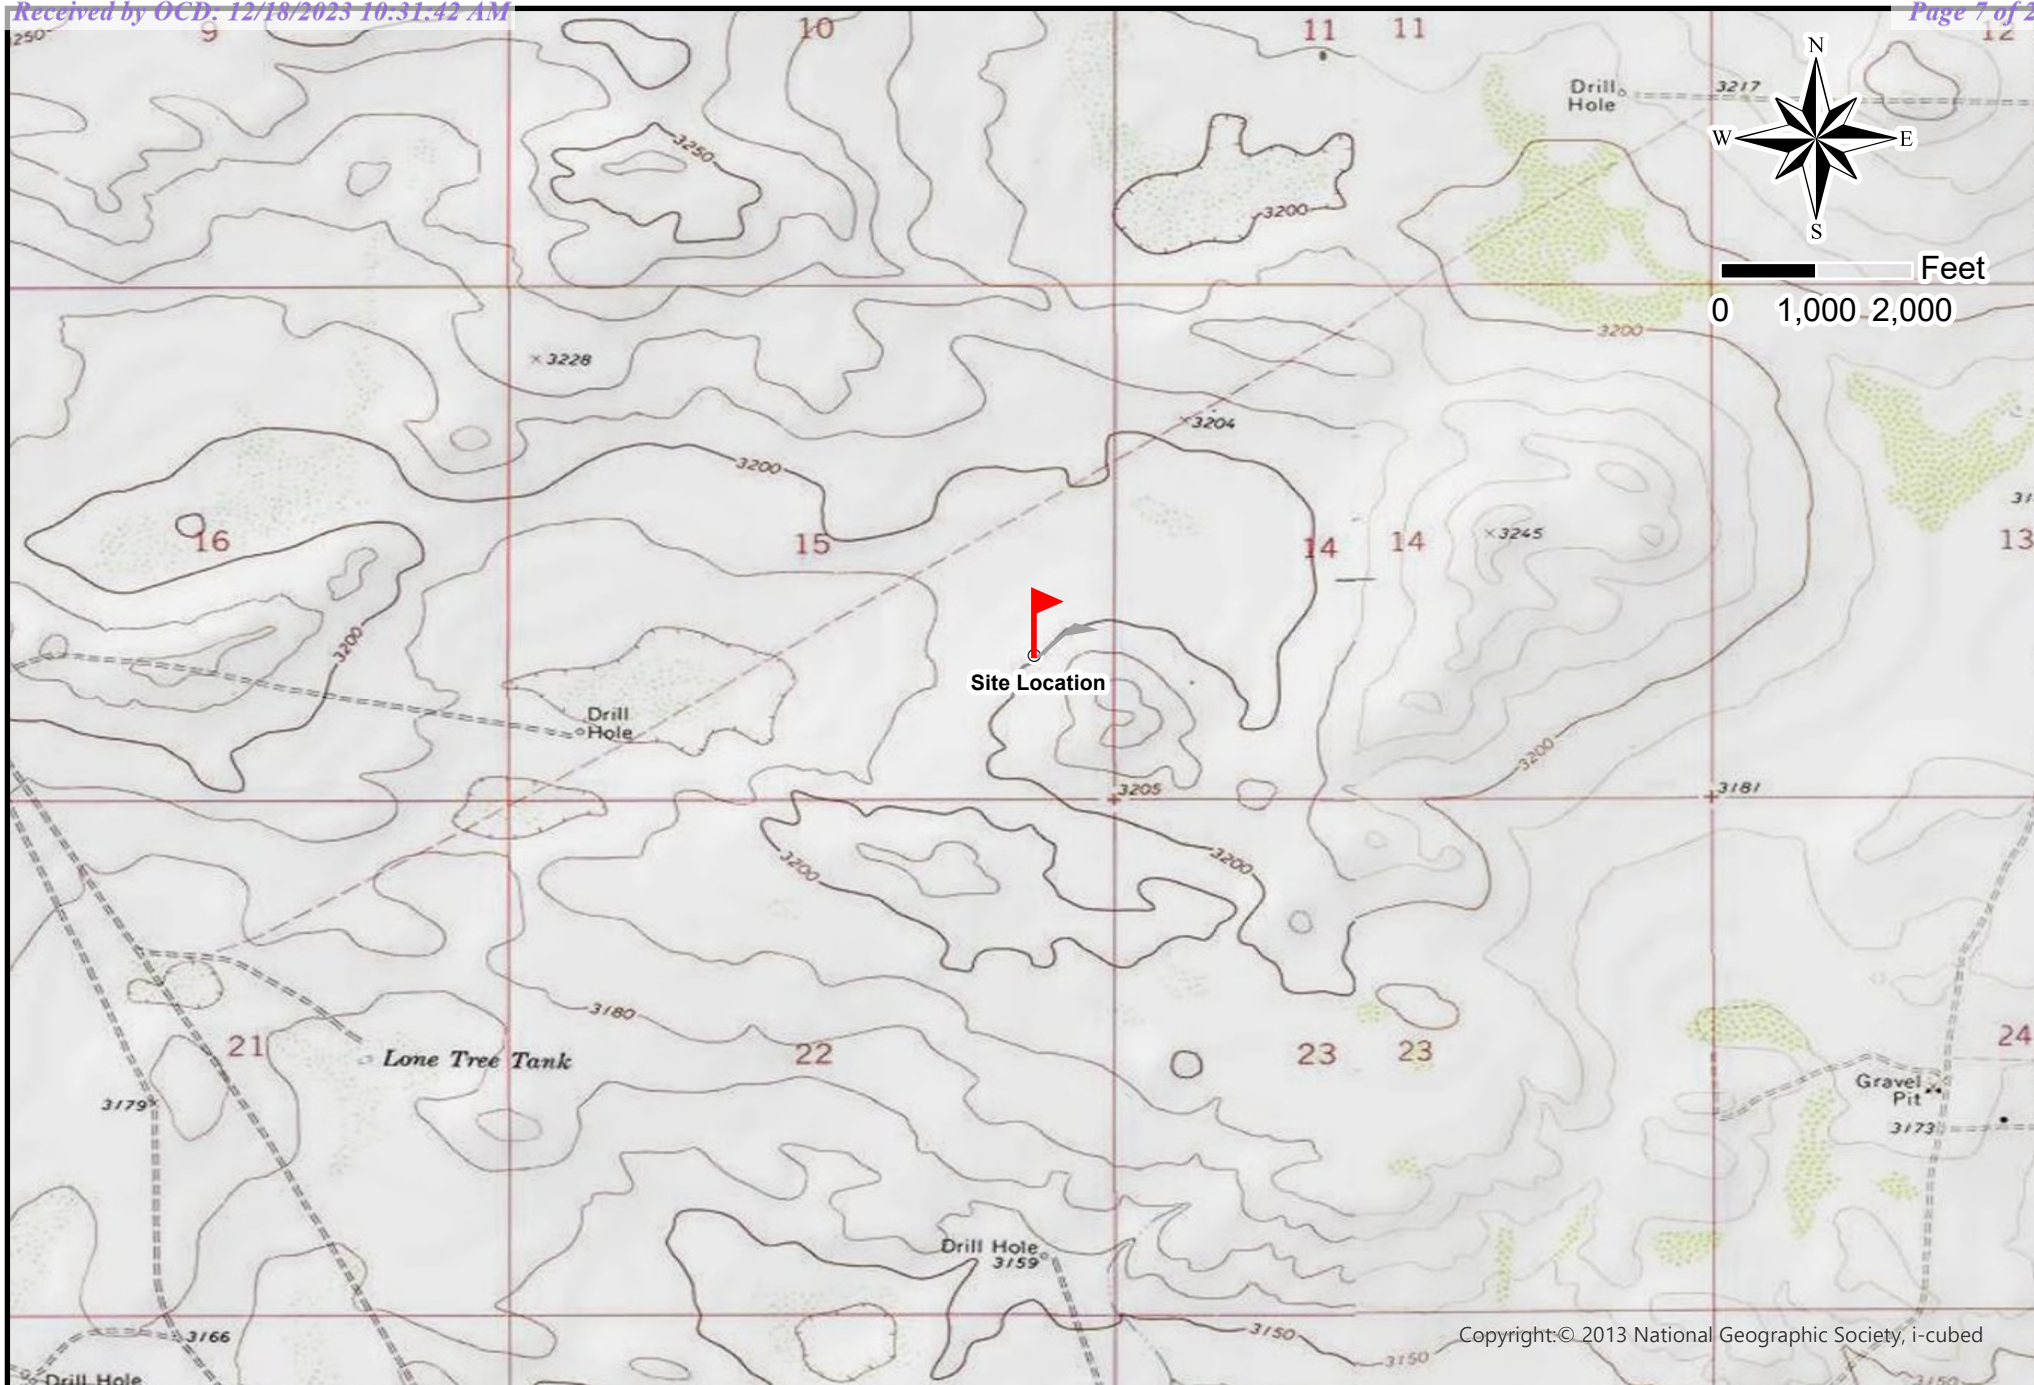 Received by OCD: 12/18/2023 10:31:42 AM
Page 7 of 2
250
9
10
11
11
12
N
Drill
Hole
3217
W
E
3250
3200
S
Feet
0 1,000 2,000
3200
3228
3204
3200
16
15
14
14
3245
13
3200
Site Location
Drill
Hole
3200
3205
3181
3200
3200
3180
21
Lone Tree Tank
22
23
23
24
Gravel
Pit
3179
3173
Drill Hole
3159
3166
3150
3150
Copyright:© 2013 National Geographic Society, i-cubed
Drill Hole
3150